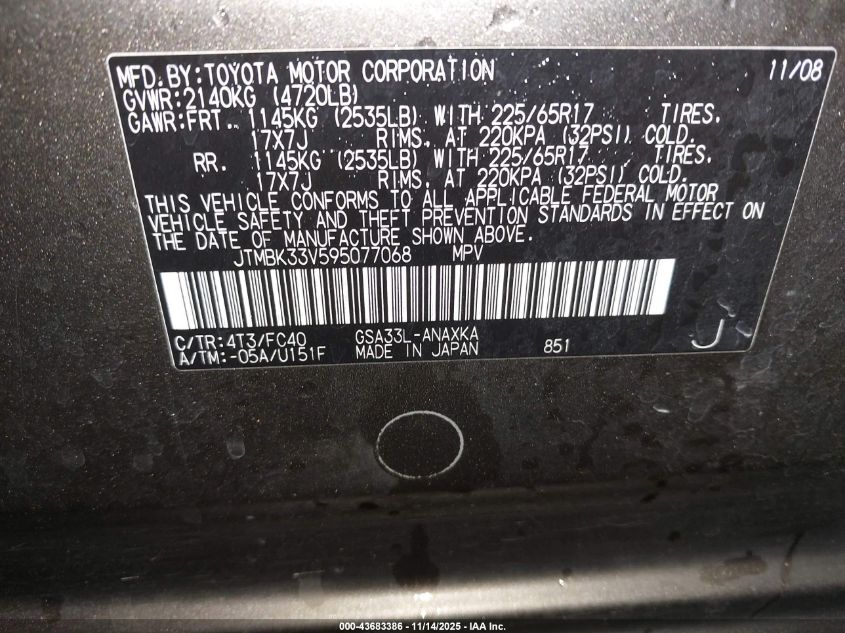 MFD.BY:TOYOTA MOTOR CORPORATION 11/08
GVWR:2140KG (4720LB)
GAWR:FRT. 1145KG (2535LB) WITH 225/65R17 TIRES.
17X7J RIMS, AT 220KPA (32PSI) COLD.
RR. 1145KG (2535LB) WITH 225/65R17 TIRES.
17X7J RIMS, AT 220KPA (32PSI) COLD.
THIS VEHICLE CONFORMS TO ALL APPLICABLE FEDERAL MOTOR
VEHICLE SAFETY AND THEFT PREVENTION STANDARDS IN EFFECT ON
THE DATE OF MANUFACTURE SHOWN ABOVE.
JTMBK33V595077068 MPV
C/TR:4T3/FC40 GSA33L-ANAXKA
A/TM:-05A/U151F MADE IN JAPAN 851 J
000-43683386 - 11/14/2025 - IAA Inc.